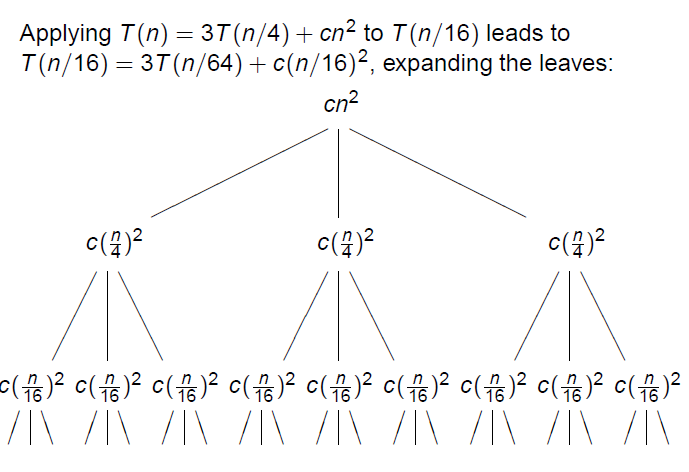 Applying T(n) = 3T(n/4) + cn² to T(n/16) leads to
T(n/16) = 3T(n/64) + c(n/16)², expanding the leaves:
cn²
c(n/4)² c(n/4)² c(n/4)²
c(n/16)² c(n/16)² c(n/16)² c(n/16)² c(n/16)² c(n/16)² c(n/16)² c(n/16)² c(n/16)²